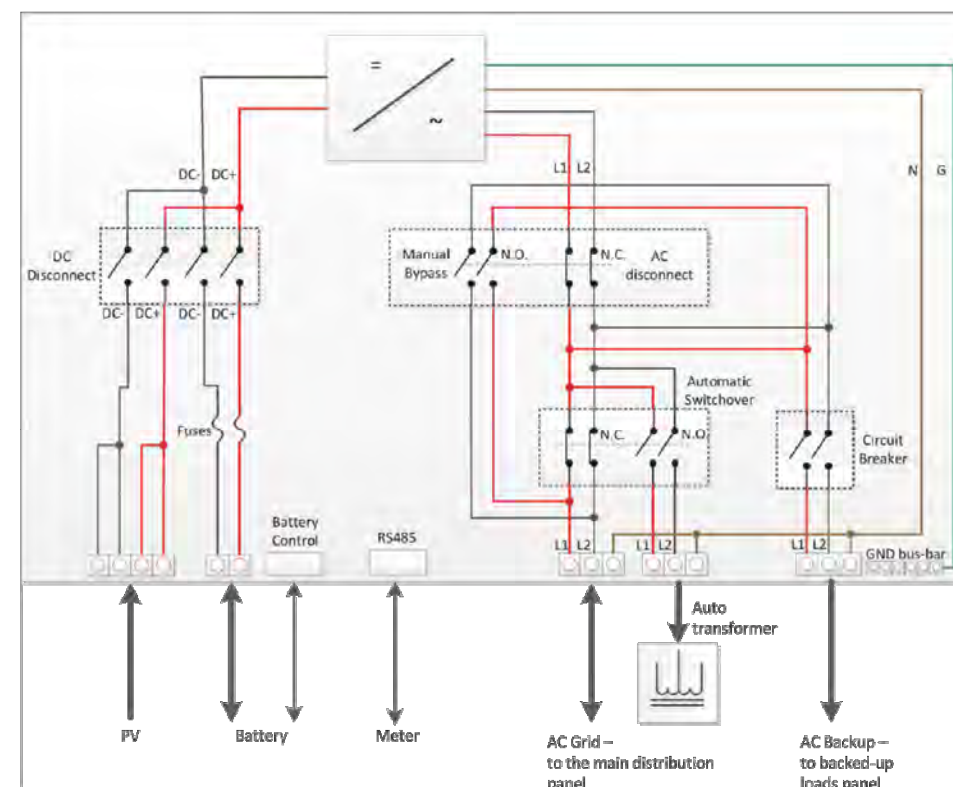 =
~
DC- DC+
L1 L2
N G
DC
Disconnect
Manual
Bypass
N.O.
N.C.
AC
disconnect
DC- DC+ DC- DC+
Automatic
Switchover
Fuses
N.C.
N.O
Circuit
Breaker
Battery
Control
RS485
L1 L2
L1 L2
L1 L2
GND bus-bar
Auto
transformer
PV
Battery
Meter
AC Grid –
to the main distribution
panel
AC Backup –
to backed-up
loads panel